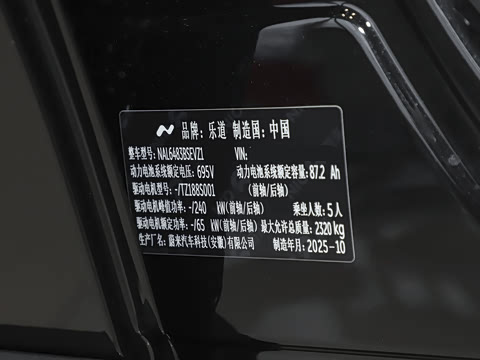 品牌：乐道 制造国：中国
整车型号：NAL6483BSEVZ1 VIN:
动力电池系统额定电压：695V 动力电池系统额定容量：87.2 Ah
驱动电机型号：-/TZ188S001 (前轴/后轴)
驱动电机峰值功率：-/240 kW(前轴/后轴) 乘坐人数：5人
驱动电机额定功率：-/65 kW(前轴/后轴) 最大允许总质量：2320 kg
生产厂名：蔚来汽车科技(安徽)有限公司 制造年月：2025-10